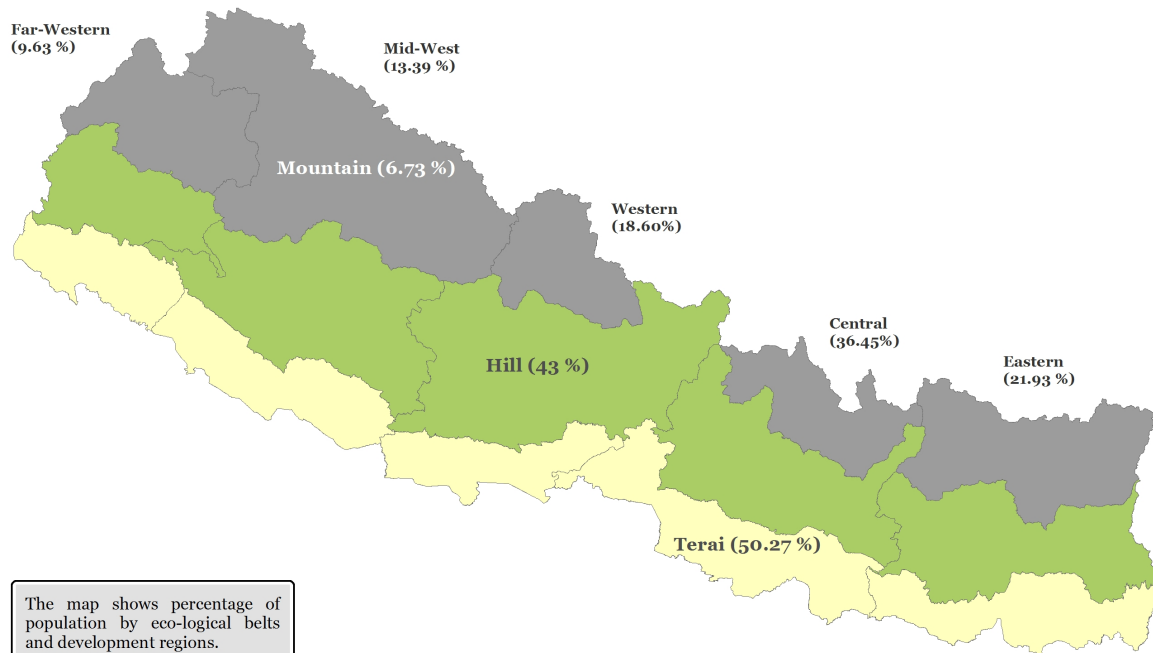 Far-Western
(9.63 %)
Mid-West
(13.39 %)
Mountain (6.73 %)
Western
(18.60%)
Central
(36.45%)
Hill (43 %)
Eastern
(21.93 %)
Terai (50.27 %)
The map shows percentage of
population by eco-logical belts
and development regions.